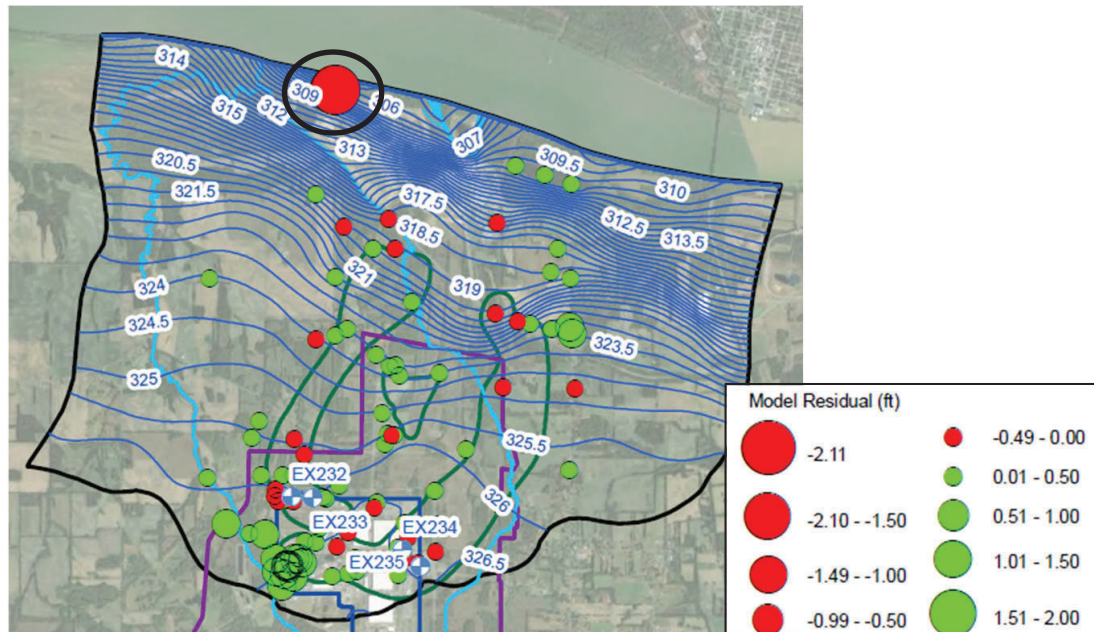 314
309
306
315
312
307
313
309.5
320.5
310
321.5
317.5
312.5
318.5
313.5
321
324
319
324.5
323.5
325
325.5
EX232
326
EX233
EX234
EX235
326.5
Model Residual (ft)
-2.11
-2.10 - -1.50
-1.49 - -1.00
-0.99 - -0.50
-0.49 - 0.00
0.01 - 0.50
0.51 - 1.00
1.01 - 1.50
1.51 - 2.00